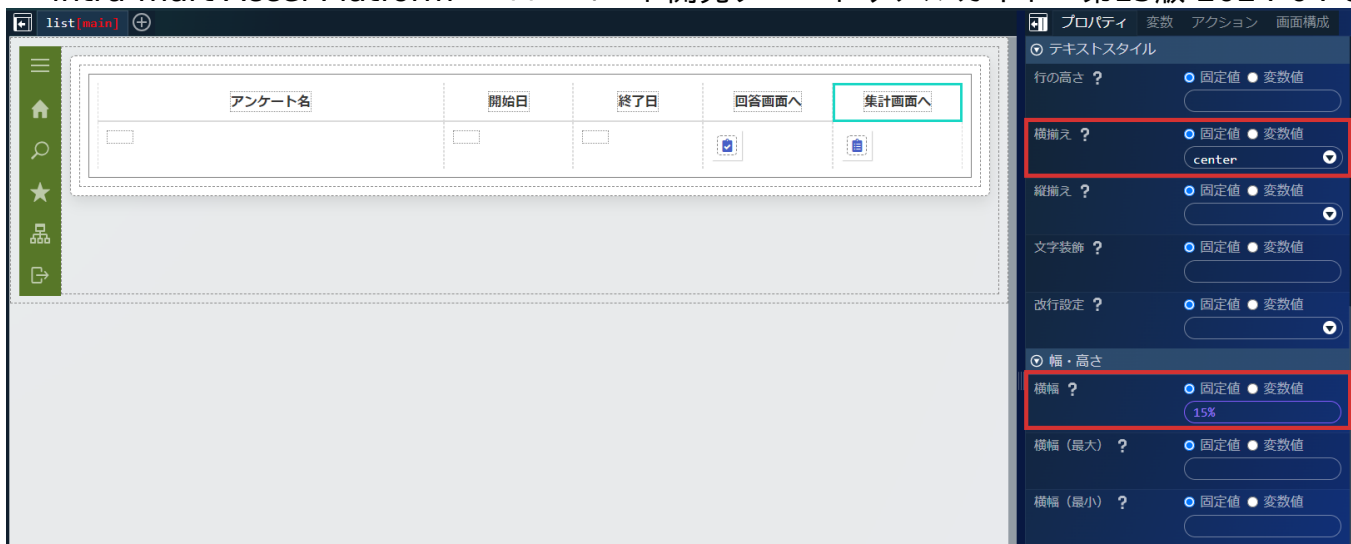 list[main]
プロパティ 変数 アクション 画面構成
テキストスタイル
行の高さ ? 固定値 変数値
横揃え ? 固定値 変数値
center
縦揃え ? 固定値 変数値
文字装飾 ? 固定値 変数値
改行設定 ? 固定値 変数値
幅・高さ
横幅 ? 固定値 変数値
15%
横幅（最大） ? 固定値 変数値
横幅（最小） ? 固定値 変数値
アンケート名 開始日 終了日 回答画面へ 集計画面へ